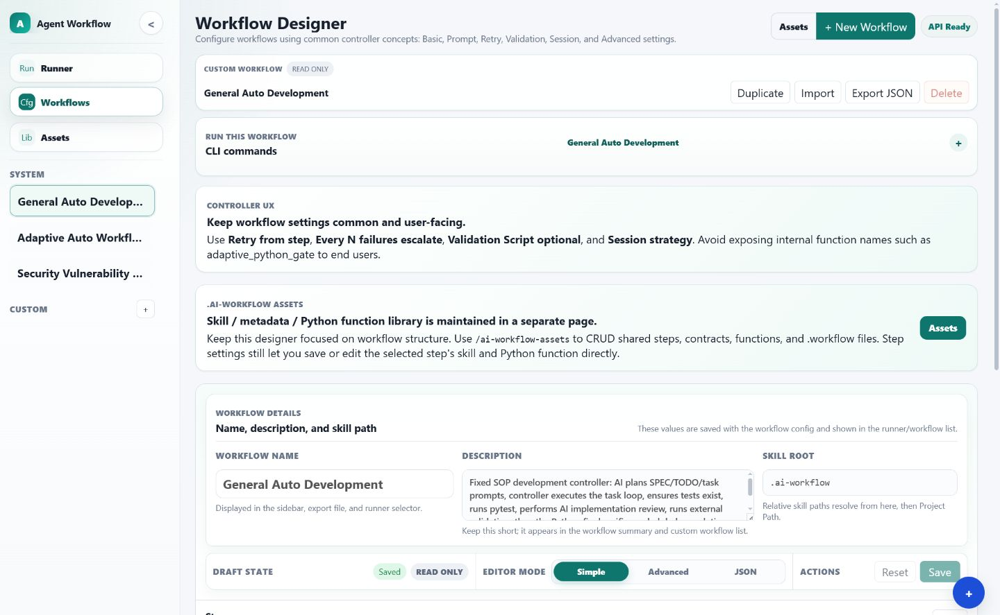 A Agent Workflow <
Run Runner
Cfg Workflows
Lib Assets
SYSTEM
General Auto Develop...
Adaptive Auto Workfl...
Security Vulnerability ...
CUSTOM +
Workflow Designer
Configure workflows using common controller concepts: Basic, Prompt, Retry, Validation, Session, and Advanced settings.
Assets + New Workflow API Ready
CUSTOM WORKFLOW READ ONLY
General Auto Development
Duplicate Import Export JSON Delete
RUN THIS WORKFLOW
CLI commands
General Auto Development
+
CONTROLLER UX
Keep workflow settings common and user-facing.
Use Retry from step, Every N failures escalate, Validation Script optional, and Session strategy. Avoid exposing internal function names such as
adaptive_python_gate to end users.
.AI-WORKFLOW ASSETS
Skill / metadata / Python function library is maintained in a separate page.
Keep this designer focused on workflow structure. Use /ai-workflow-assets to CRUD shared steps, contracts, functions, and .workflow files. Step
settings still let you save or edit the selected step's skill and Python function directly.
Assets
WORKFLOW DETAILS
Name, description, and skill path
These values are saved with the workflow config and shown in the runner/workflow list.
WORKFLOW NAME
General Auto Development
Displayed in the sidebar, export file, and runner selector.
DESCRIPTION
Fixed SOP development controller: AI plans SPEC/TODO/task
prompts, controller executes the task loop, ensures tests exist,
runs pytest, performs AI implementation review, runs external
Keep this short; it appears in the workflow summary and custom workflow list.
SKILL ROOT
.ai-workflow
Relative skill paths resolve from here, then Project
Path.
DRAFT STATE Saved READ ONLY
EDITOR MODE Simple Advanced JSON
ACTIONS Reset Save
+